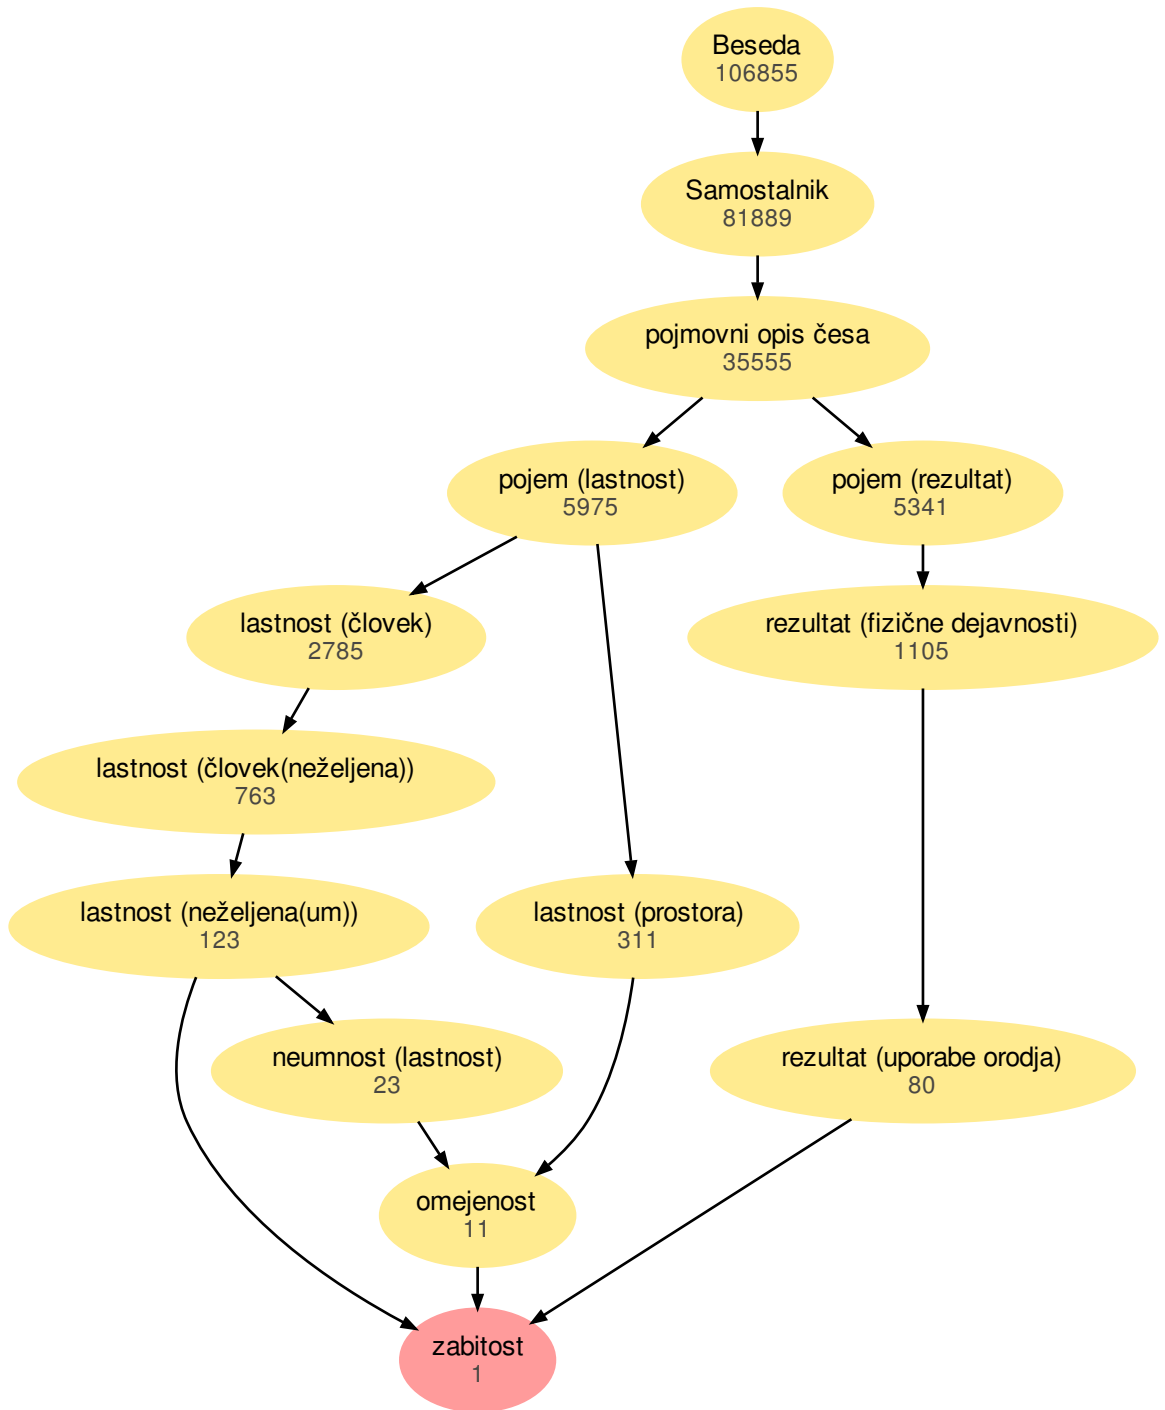 Beseda
106855
Samostalnik
81889
pojmovni opis česa
35555
pojem (lastnost)
5975
pojem (rezultat)
5341
lastnost (človek)
2785
rezultat (fizične dejavnosti)
1105
lastnost (človek(neželjena))
763
lastnost (neželjena(um))
123
lastnost (prostora)
311
neumnost (lastnost)
23
rezultat (uporabe orodja)
80
omejenost
11
zabitost
1